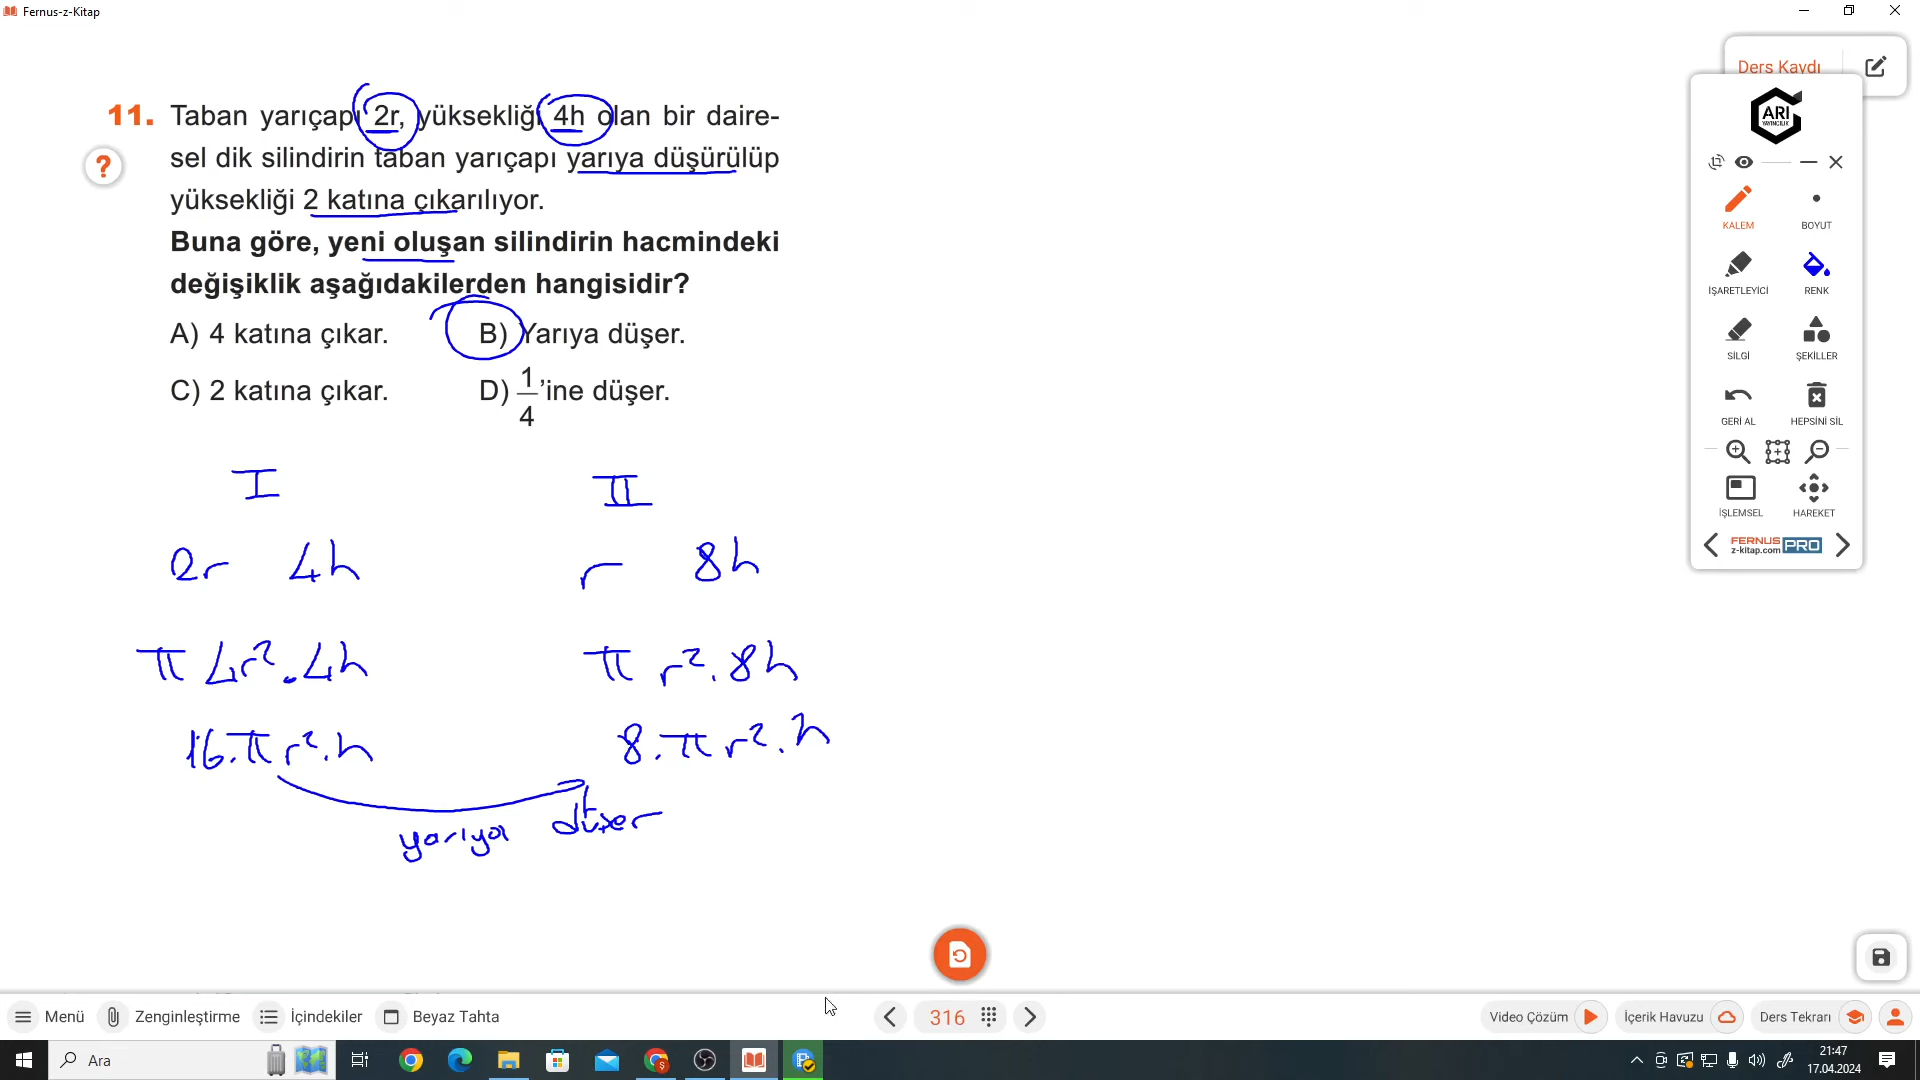 Fernus-z-Kitap
Ders Kaydı
11. Taban yarıçapı 2r, yüksekliği 4h olan bir daire-
sel dik silindirin taban yarıçapı yarıya düşürülüp
yüksekliği 2 katına çıkarılıyor.
Buna göre, yeni oluşan silindirin hacmindeki
değişiklik aşağıdakilerden hangisidir?
A) 4 katına çıkar. B) Yarıya düşer.
C) 2 katına çıkar. D) 1/4'ine düşer.
?
I II
2r 4h r 8h
π 4r².4h π r².8h
16.πr².h 8.πr².h
yarıya düşer
ARI
YAYINCILIK
KALEM BOYUT
İŞARETLEYİCİ RENK
SİLGİ ŞEKİLLER
GERİ AL HEPSİNİ SİL
İŞLEMSEL HAREKET
FERNUS PRO
z-kitap.com
Menü Zenginleştirme İçindekiler Beyaz Tahta 316 Video Çözüm İçerik Havuzu Ders Tekrarı
Ara
21:47
17.04.2024